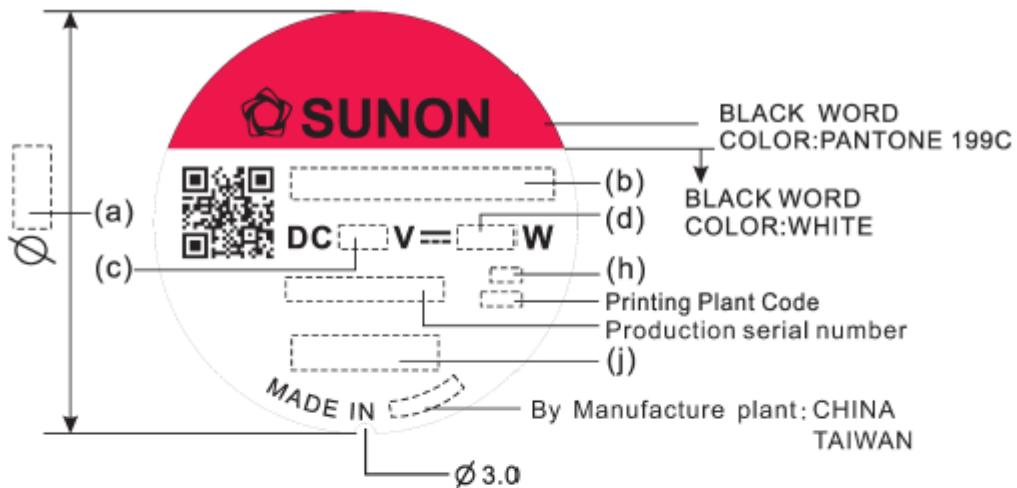 SUNON
BLACK WORD
COLOR:PANTONE 199C
(b)
BLACK WORD
COLOR:WHITE
(a)
(d)
DC V W
(c)
(h)
Printing Plant Code
Production serial number
(j)
MADE IN
By Manufacture plant: CHINA
TAIWAN
Ø
Ø 3.0